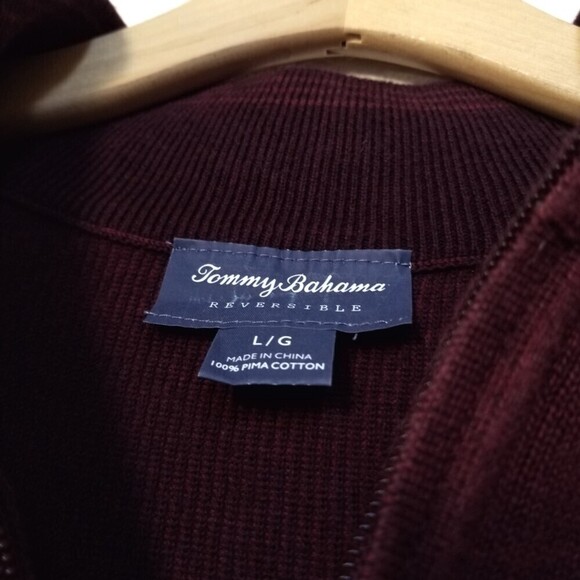 Tommy Bahama
REVERSIBLE
L/G
MADE IN CHINA
100% PIMA COTTON